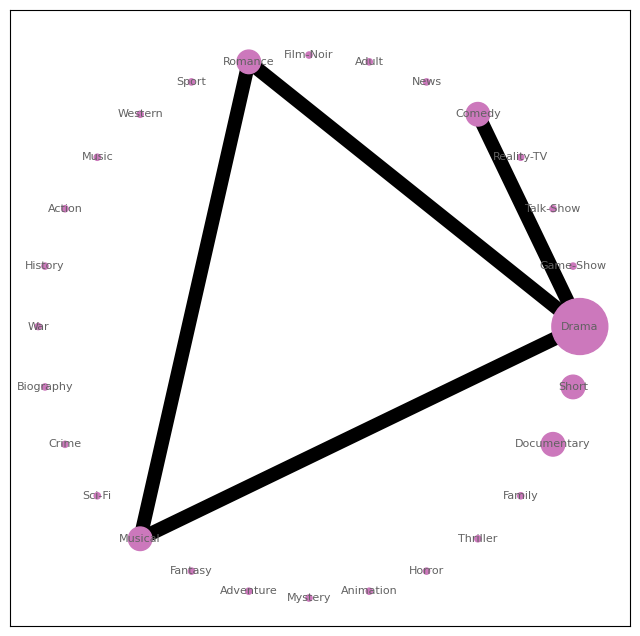 Film-Noir
Romance
Adult
Sport
News
Western
Comedy
Music
Reality-TV
Action
Talk-Show
History
Game-Show
War
Drama
Biography
Short
Crime
Documentary
Sci-Fi
Family
Musical
Thriller
Fantasy
Horror
Adventure
Animation
Mystery